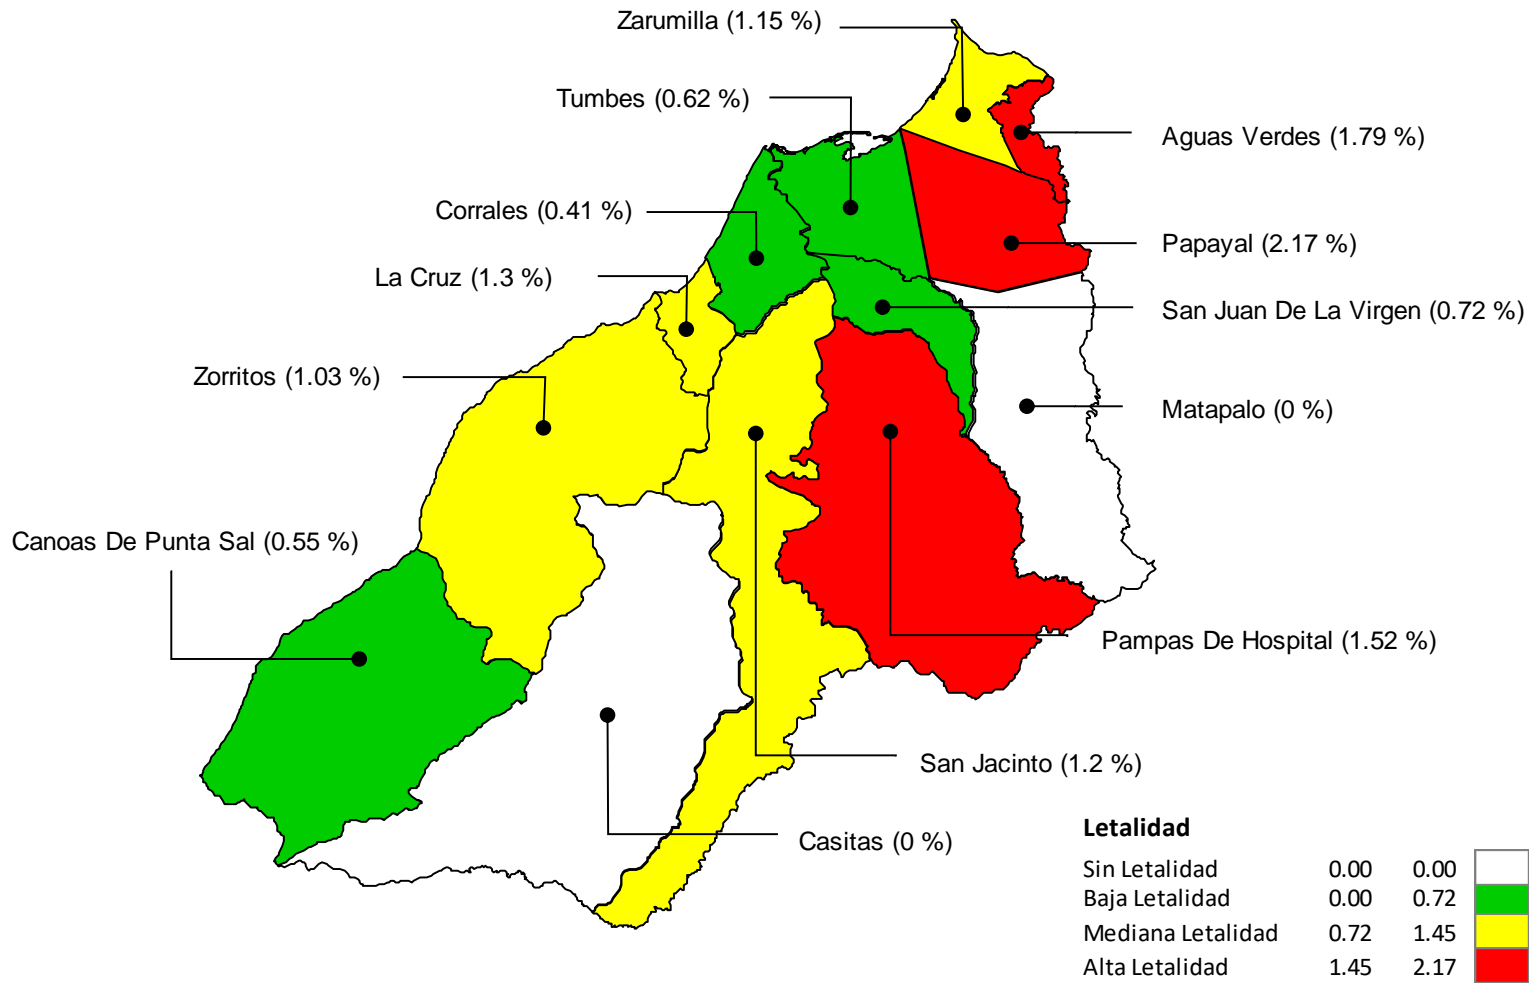 Zarumilla (1.15 %)
Tumbes (0.62 %)
Aguas Verdes (1.79 %)
Corrales (0.41 %)
Papayal (2.17 %)
La Cruz (1.3 %)
San Juan De La Virgen (0.72 %)
Zorritos (1.03 %)
Matapalo (0 %)
Canoas De Punta Sal (0.55 %)
Pampas De Hospital (1.52 %)
San Jacinto (1.2 %)
Casitas (0 %)
Letalidad
Sin Letalidad 0.00 0.00
Baja Letalidad 0.00 0.72
Mediana Letalidad 0.72 1.45
Alta Letalidad 1.45 2.17